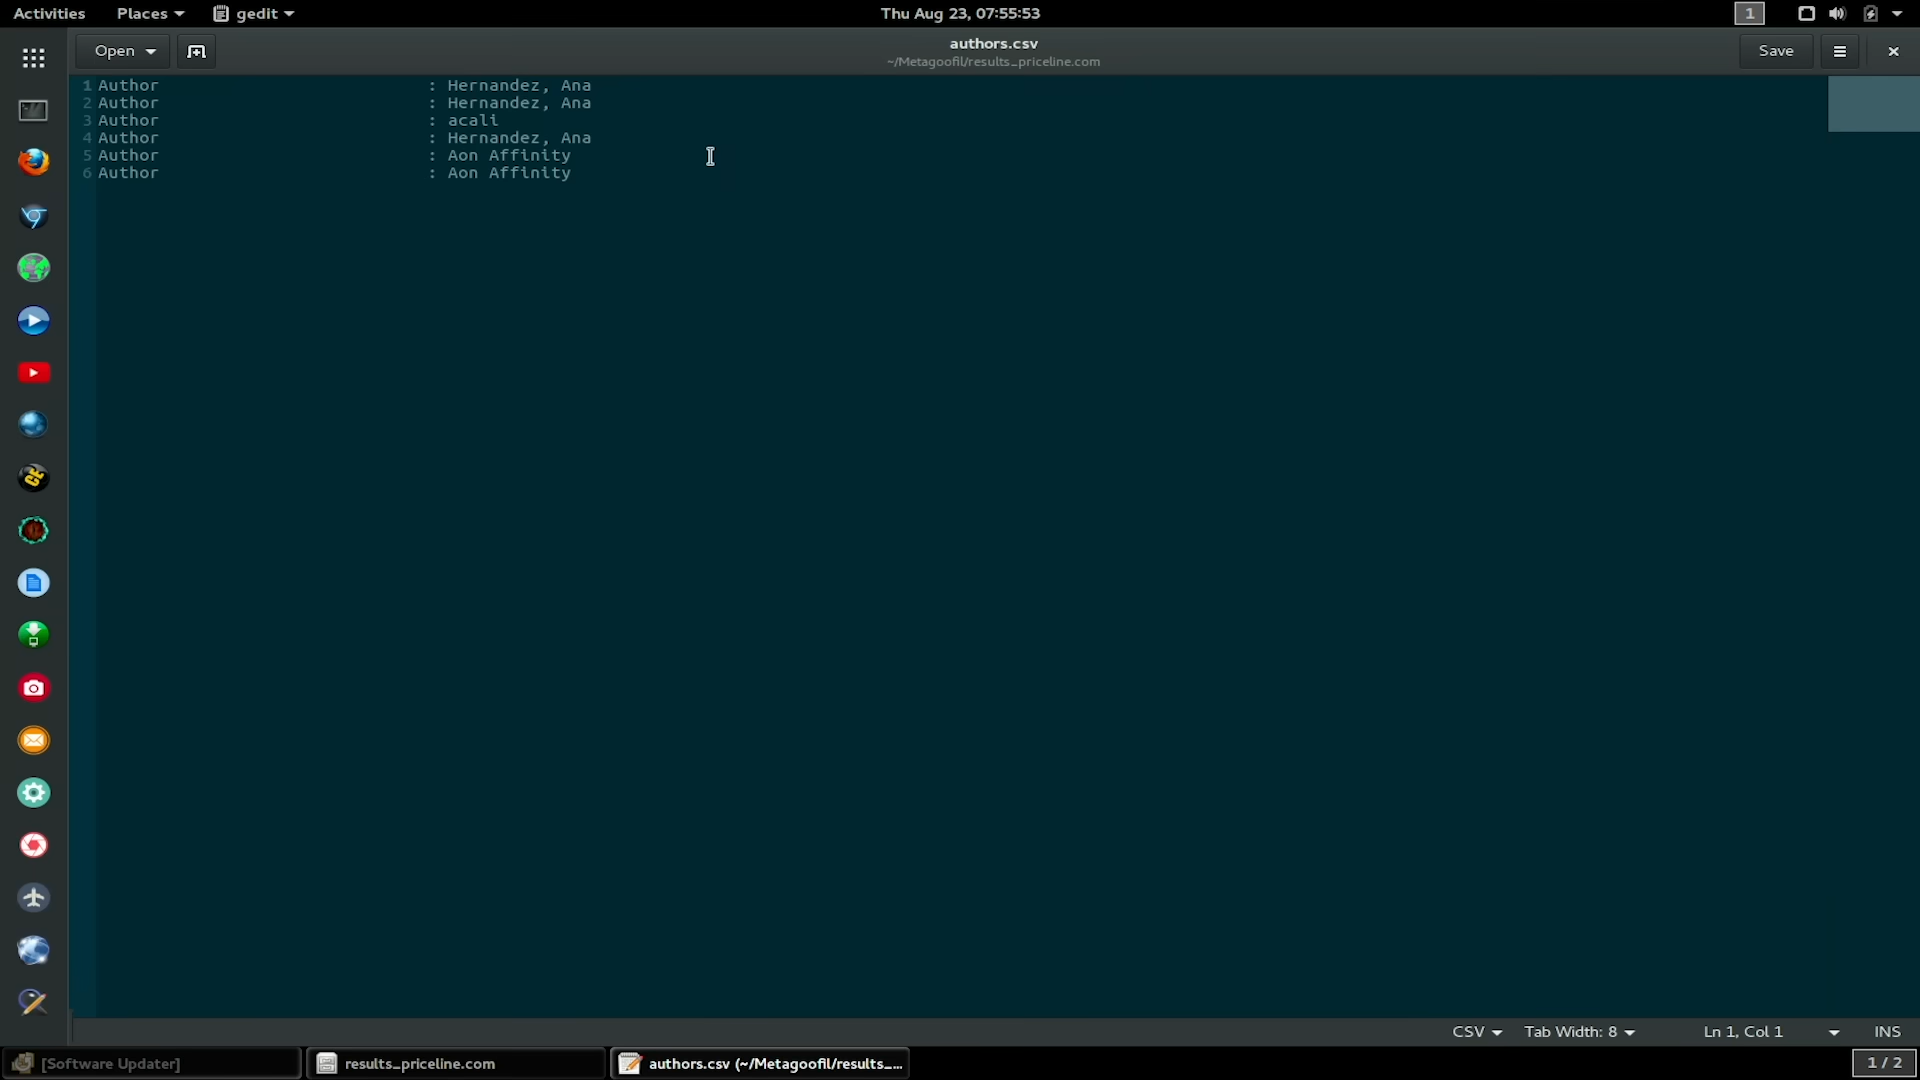 Activities Places gedit Thu Aug 23, 07:55:53 1
Open authors.csv Save
~/Metagoofil/results_priceline.com
1 Author : Hernandez, Ana
2 Author : Hernandez, Ana
3 Author : acali
4 Author : Hernandez, Ana
5 Author : Aon Affinity
6 Author : Aon Affinity
CSV Tab Width: 8 Ln 1, Col 1 INS
[Software Updater] results_priceline.com authors.csv (~/Metagoofil/results_... 1 / 2